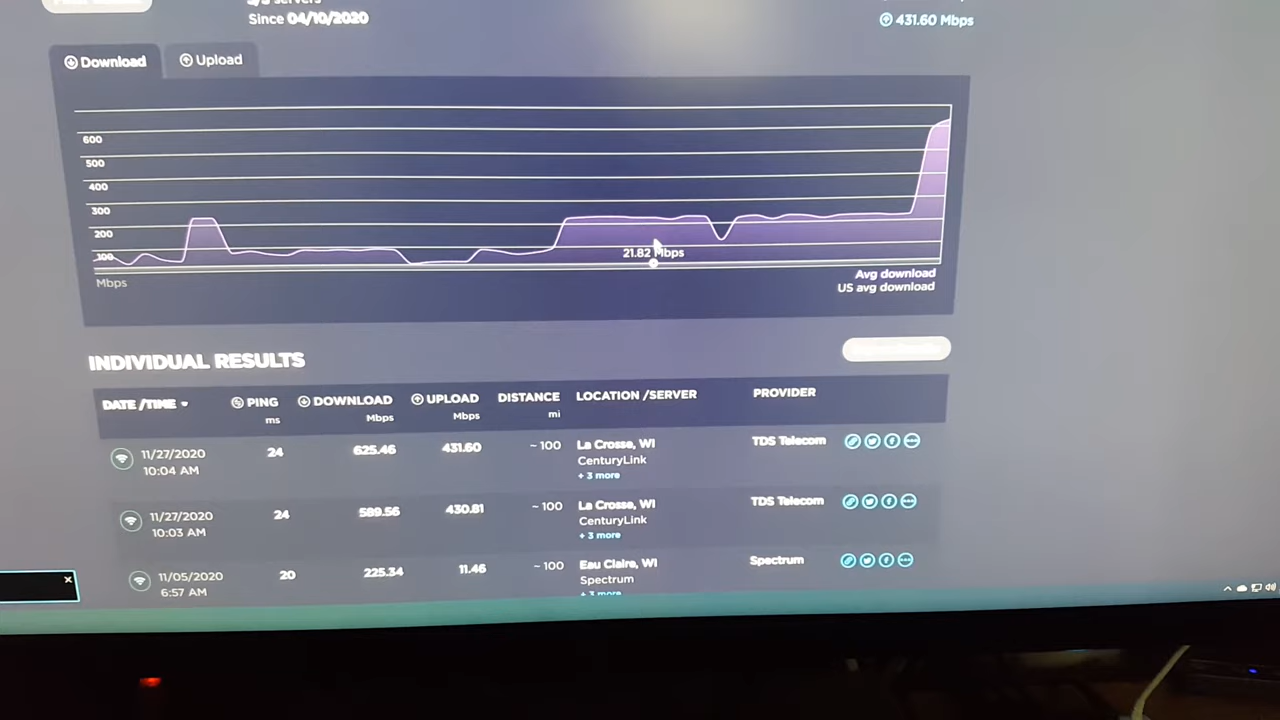 Since 04/10/2020
431.60 Mbps
Download
Upload
600
500
400
300
200
100
21.82 Mbps
Mbps
Avg download
US avg download
INDIVIDUAL RESULTS
DATE /TIME PING DOWNLOAD UPLOAD DISTANCE LOCATION /SERVER PROVIDER
ms Mbps Mbps mi
11/27/2020 24 625.46 431.60 ~ 100 La Crosse, WI TDS Telecom
10:04 AM CenturyLink
+ 3 more
11/27/2020 24 589.56 430.81 ~ 100 La Crosse, WI TDS Telecom
10:03 AM CenturyLink
+ 3 more
11/05/2020 20 225.34 11.46 ~ 100 Eau Claire, WI Spectrum
6:57 AM Spectrum
+ 3 more